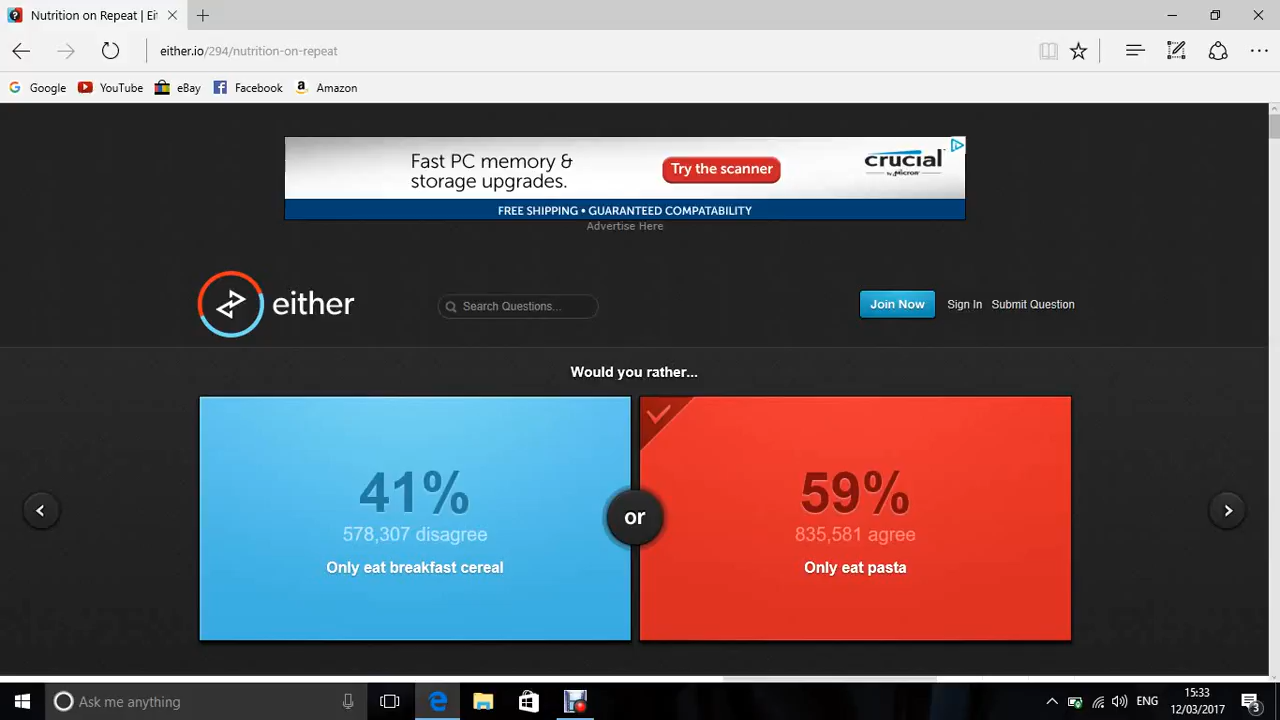 Nutrition on Repeat | Eit
either.io/294/nutrition-on-repeat
Google YouTube eBay Facebook Amazon
Fast PC memory &
storage upgrades.
Try the scanner
crucial
by Micron
FREE SHIPPING • GUARANTEED COMPATABILITY
Advertise Here
either
Search Questions...
Join Now Sign In Submit Question
Would you rather...
41%
578,307 disagree
Only eat breakfast cereal
or
59%
835,581 agree
Only eat pasta
Ask me anything
ENG
15:33
12/03/2017
3